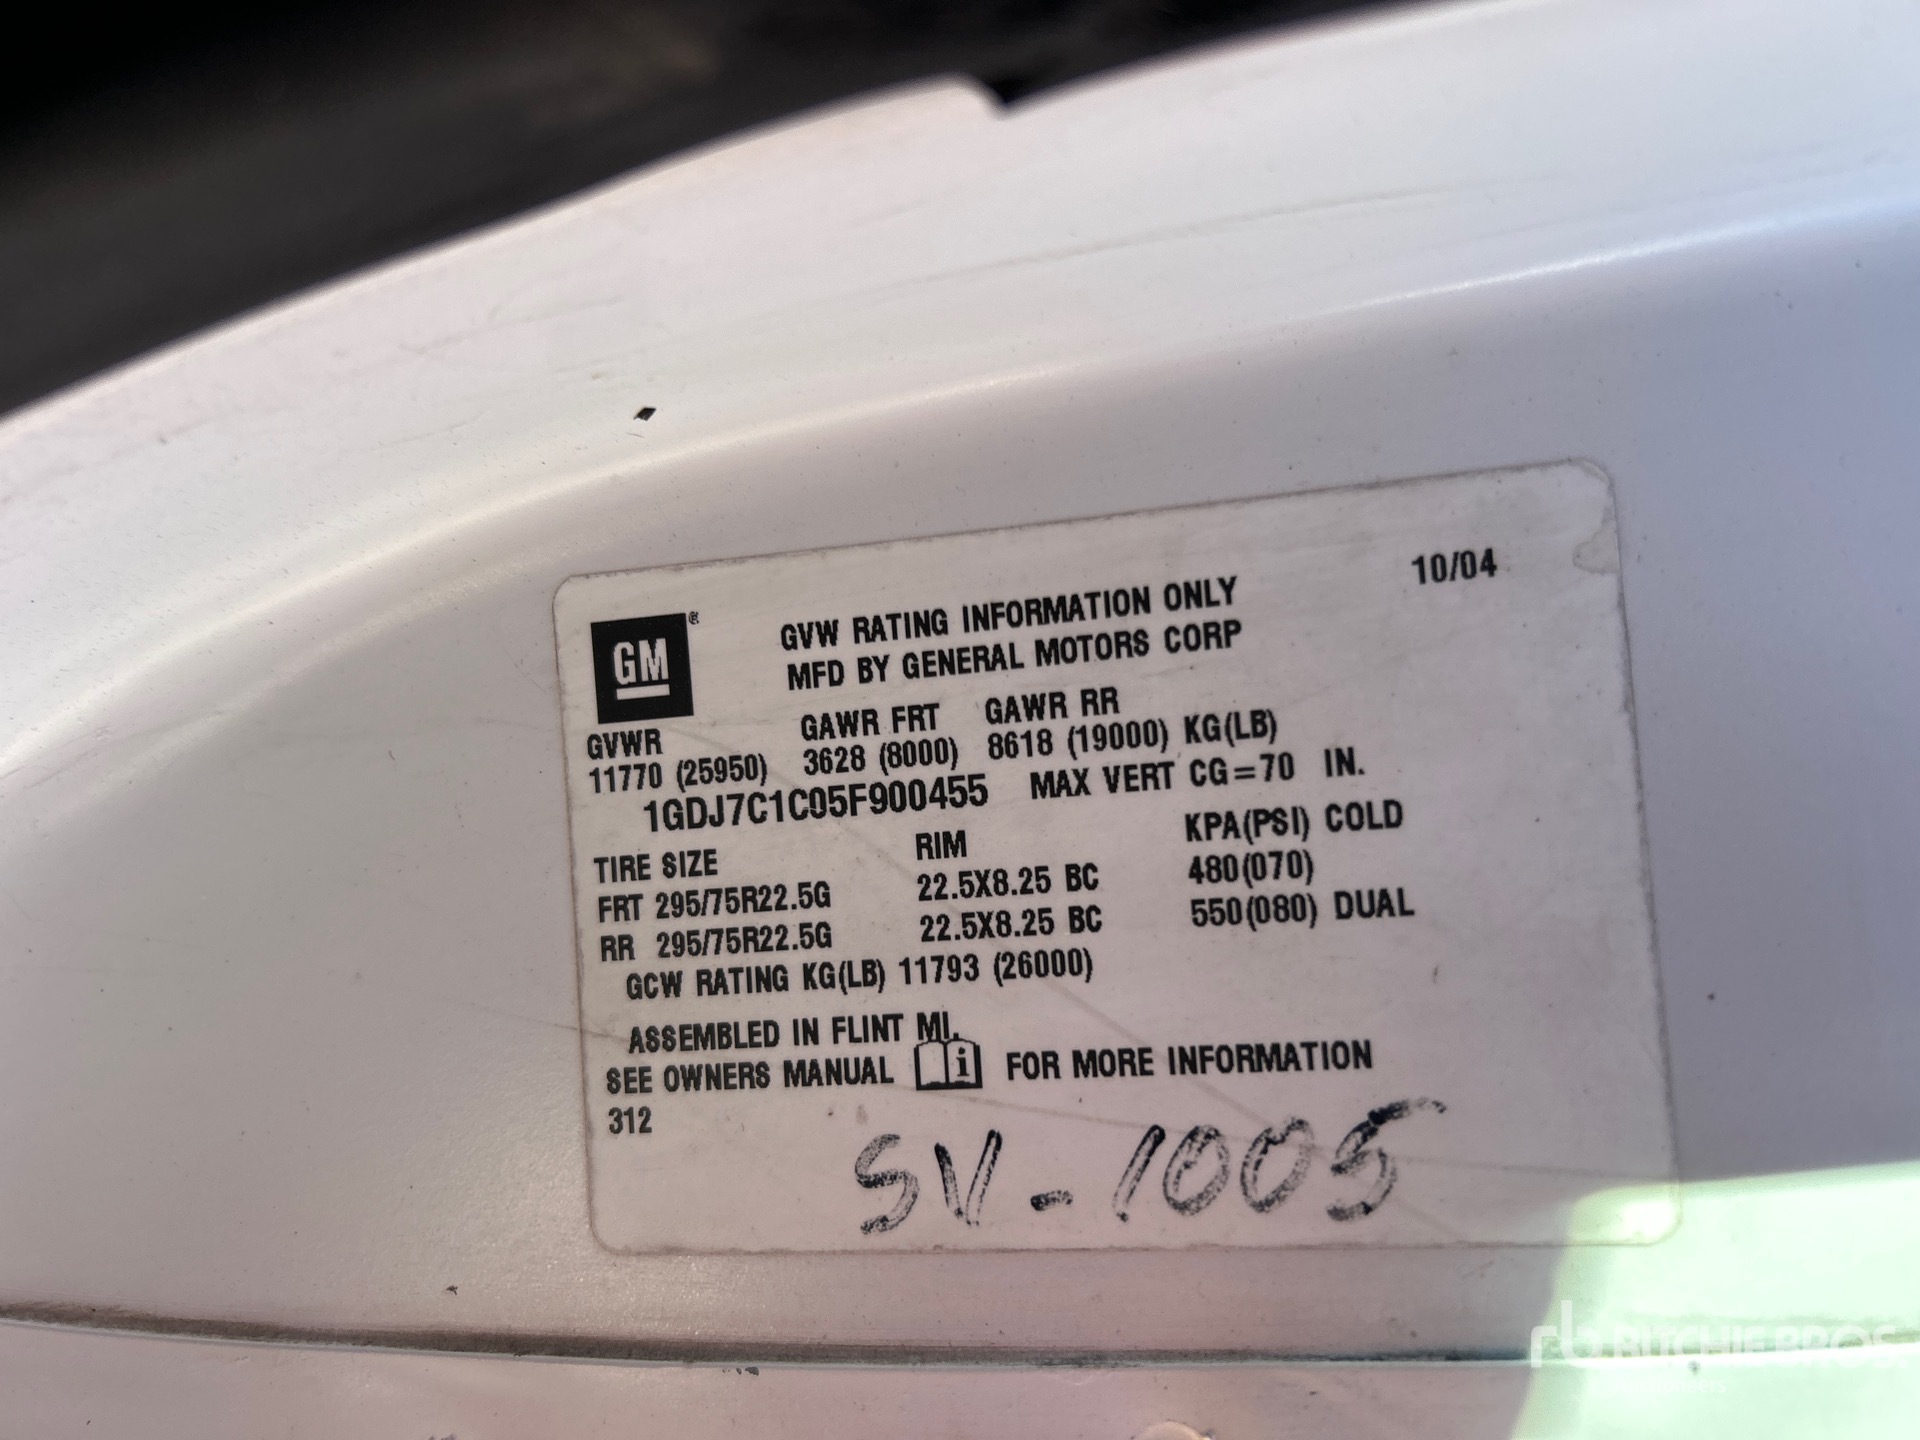 GM®
GVW RATING INFORMATION ONLY 10/04
MFD BY GENERAL MOTORS CORP
GVWR GAWR FRT GAWR RR
11770 (25950) 3628 (8000) 8618 (19000) KG(LB)
1GDJ7C1C05F900455 MAX VERT CG=70 IN.
TIRE SIZE RIM KPA(PSI) COLD
FRT 295/75R22.5G 22.5X8.25 BC 480(070)
RR 295/75R22.5G 22.5X8.25 BC 550(080) DUAL
GCW RATING KG(LB) 11793 (26000)
ASSEMBLED IN FLINT MI.
SEE OWNERS MANUAL i FOR MORE INFORMATION
312
SV-1005
rb RITCHIE BROS.